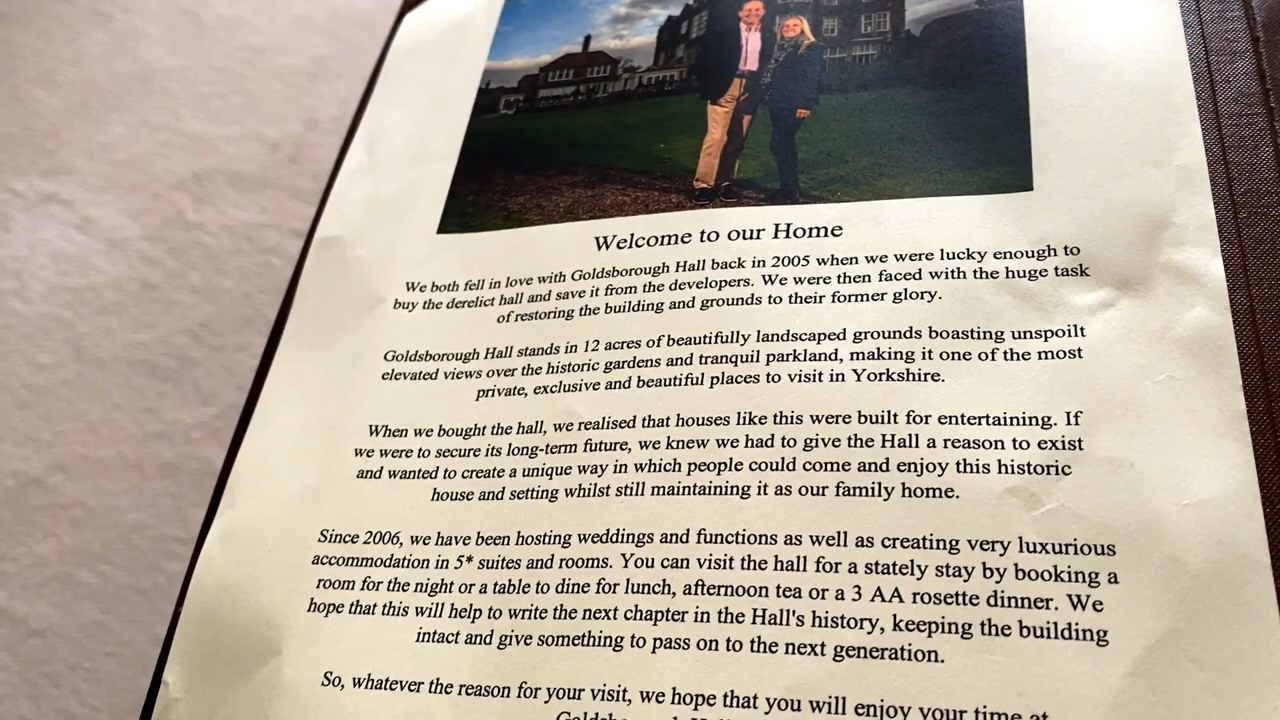 Welcome to our Home
We both fell in love with Goldsborough Hall back in 2005 when we were lucky enough to
buy the derelict hall and save it from the developers. We were then faced with the huge task
of restoring the building and grounds to their former glory.
Goldsborough Hall stands in 12 acres of beautifully landscaped grounds boasting unspoilt
elevated views over the historic gardens and tranquil parkland, making it one of the most
private, exclusive and beautiful places to visit in Yorkshire.
When we bought the hall, we realised that houses like this were built for entertaining. If
we were to secure its long-term future, we knew we had to give the Hall a reason to exist
and wanted to create a unique way in which people could come and enjoy this historic
house and setting whilst still maintaining it as our family home.
Since 2006, we have been hosting weddings and functions as well as creating very luxurious
accommodation in 5* suites and rooms. You can visit the hall for a stately stay by booking a
room for the night or a table to dine for lunch, afternoon tea or a 3 AA rosette dinner. We
hope that this will help to write the next chapter in the Hall's history, keeping the building
intact and give something to pass on to the next generation.
So, whatever the reason for your visit, we hope that you will enjoy your time at